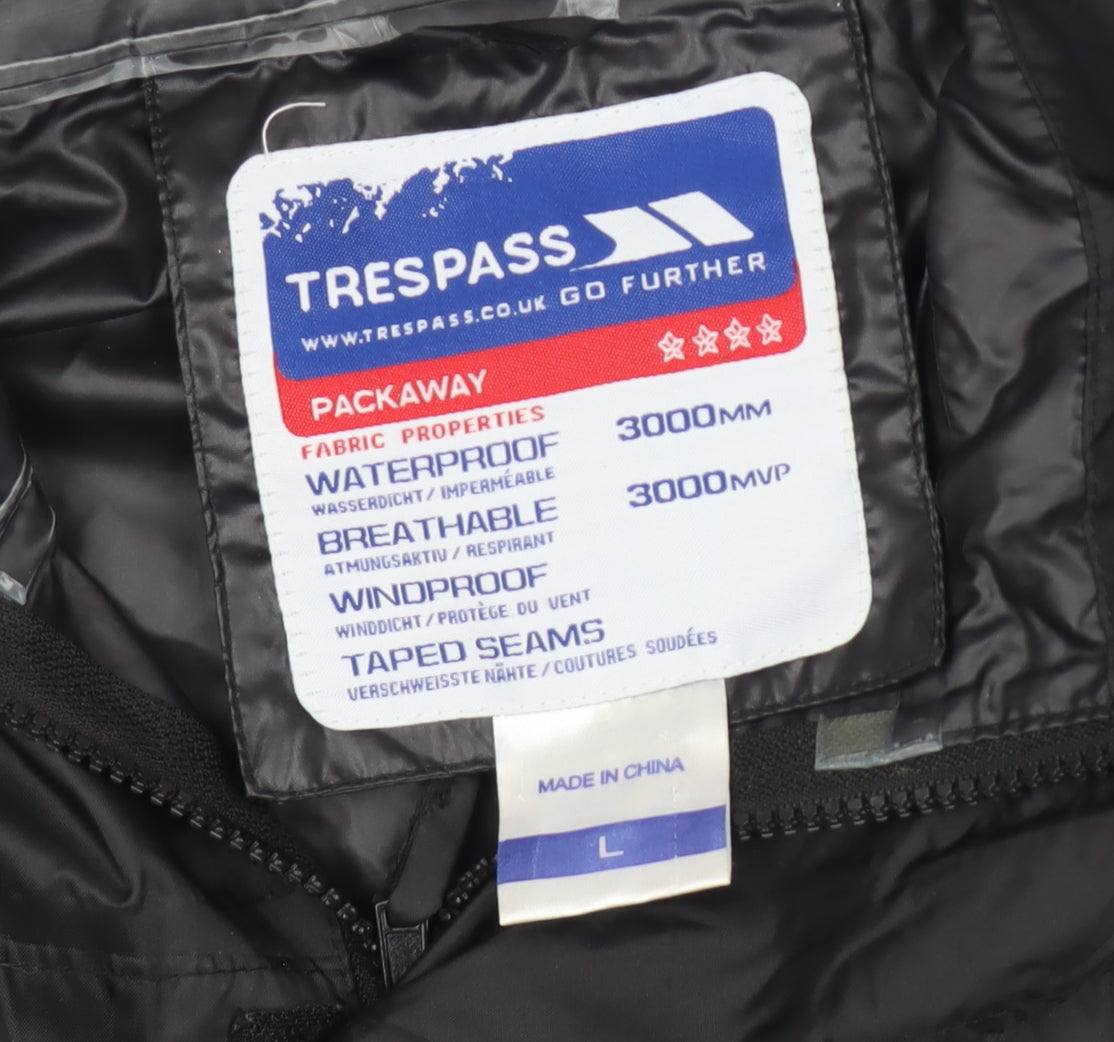 TRESPASS
WWW.TRESPASS.CO.UK GO FURTHER
PACKAWAY
FABRIC PROPERTIES
WATERPROOF 3000MM
WASSERDICHT / IMPERMÉABLE
BREATHABLE 3000MVP
ATMUNGSAKTIV / RESPIRANT
WINDPROOF
WINDDICHT / PROTÈGE DU VENT
TAPED SEAMS
VERSCHWEISSTE NÄHTE / COUTURES SOUDÉES
MADE IN CHINA
L